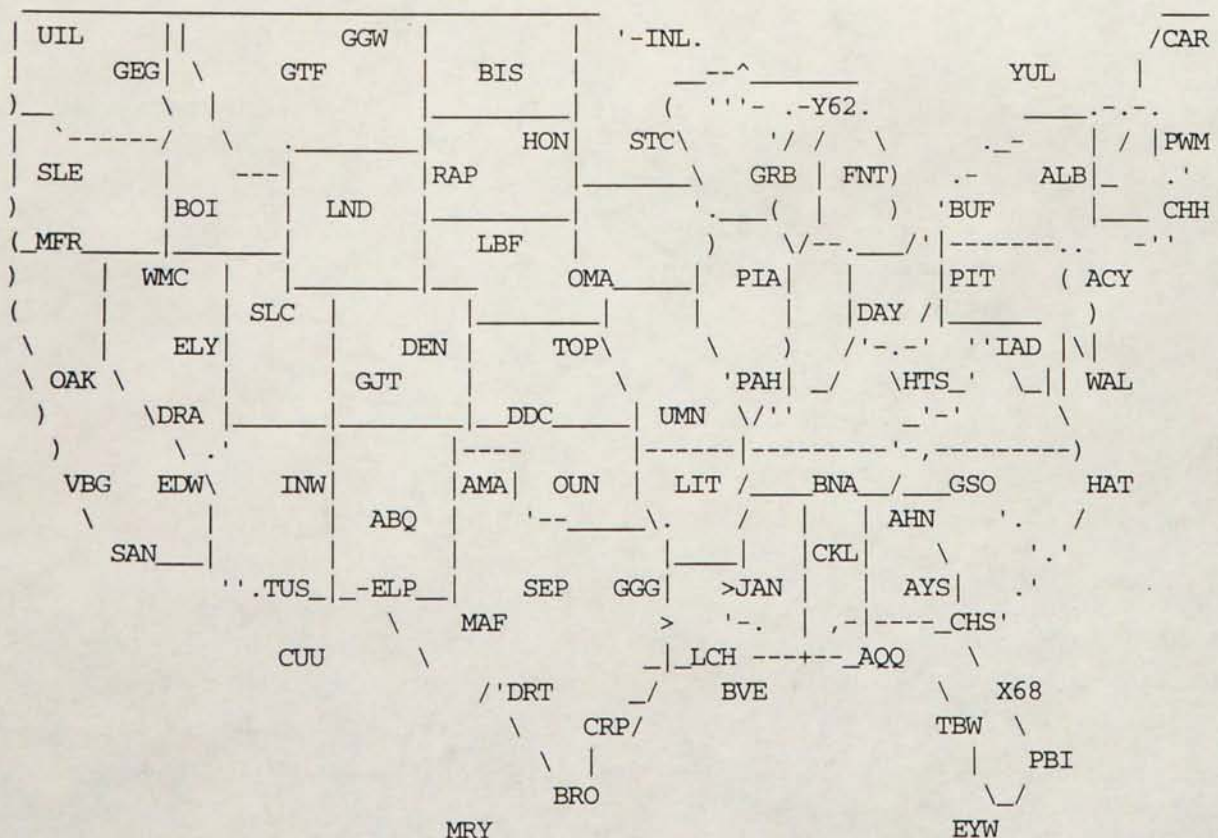 UIL GGW '-INL. /CAR
GEG GTF BIS YUL
Y62.
HON STC PWM
SLE RAP GRB FNT ALB
BOI LND BUF CHH
MFR LBF
WMC OMA PIA PIT ACY
SLC DAY
ELY DEN TOP IAD
OAK GJT PAH HTS WAL
DRA DDC UMN
VBG EDW INW AMA OUN LIT BNA GSO HAT
ABQ AHN
SAN CKL
TUS ELP SEP GGG JAN AYS
MAF CHS
CUU LCH AQQ
DRT BVE X68
CRP TBW
PBI
BRO
MRY EYW